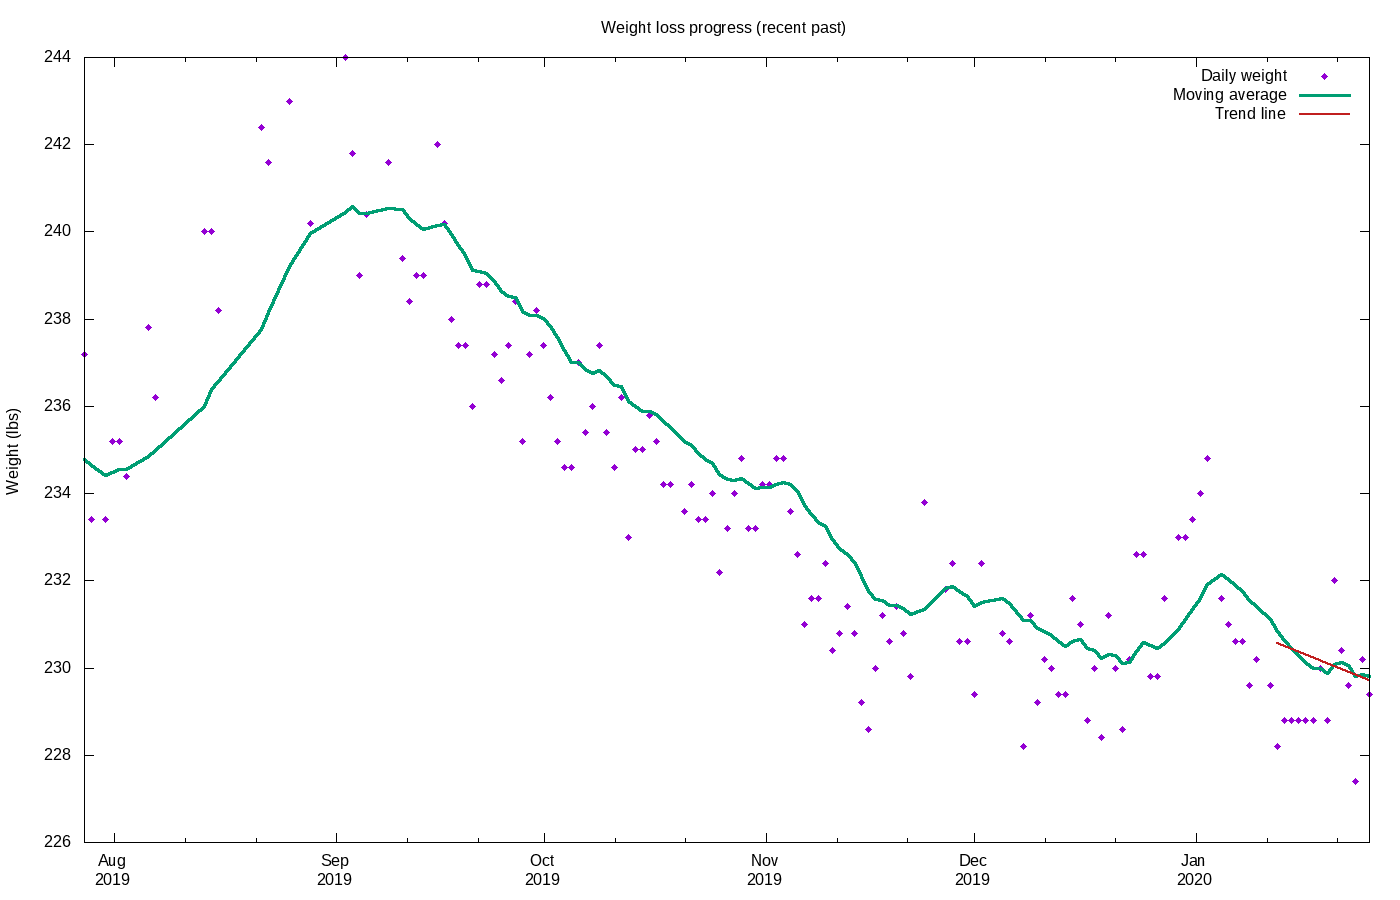 Weight loss progress (recent past)
Daily weight
Moving average
Trend line
Weight (lbs)
244
242
240
238
236
234
232
230
228
226
Aug Sep Oct Nov Dec Jan
2019 2019 2019 2019 2019 2020